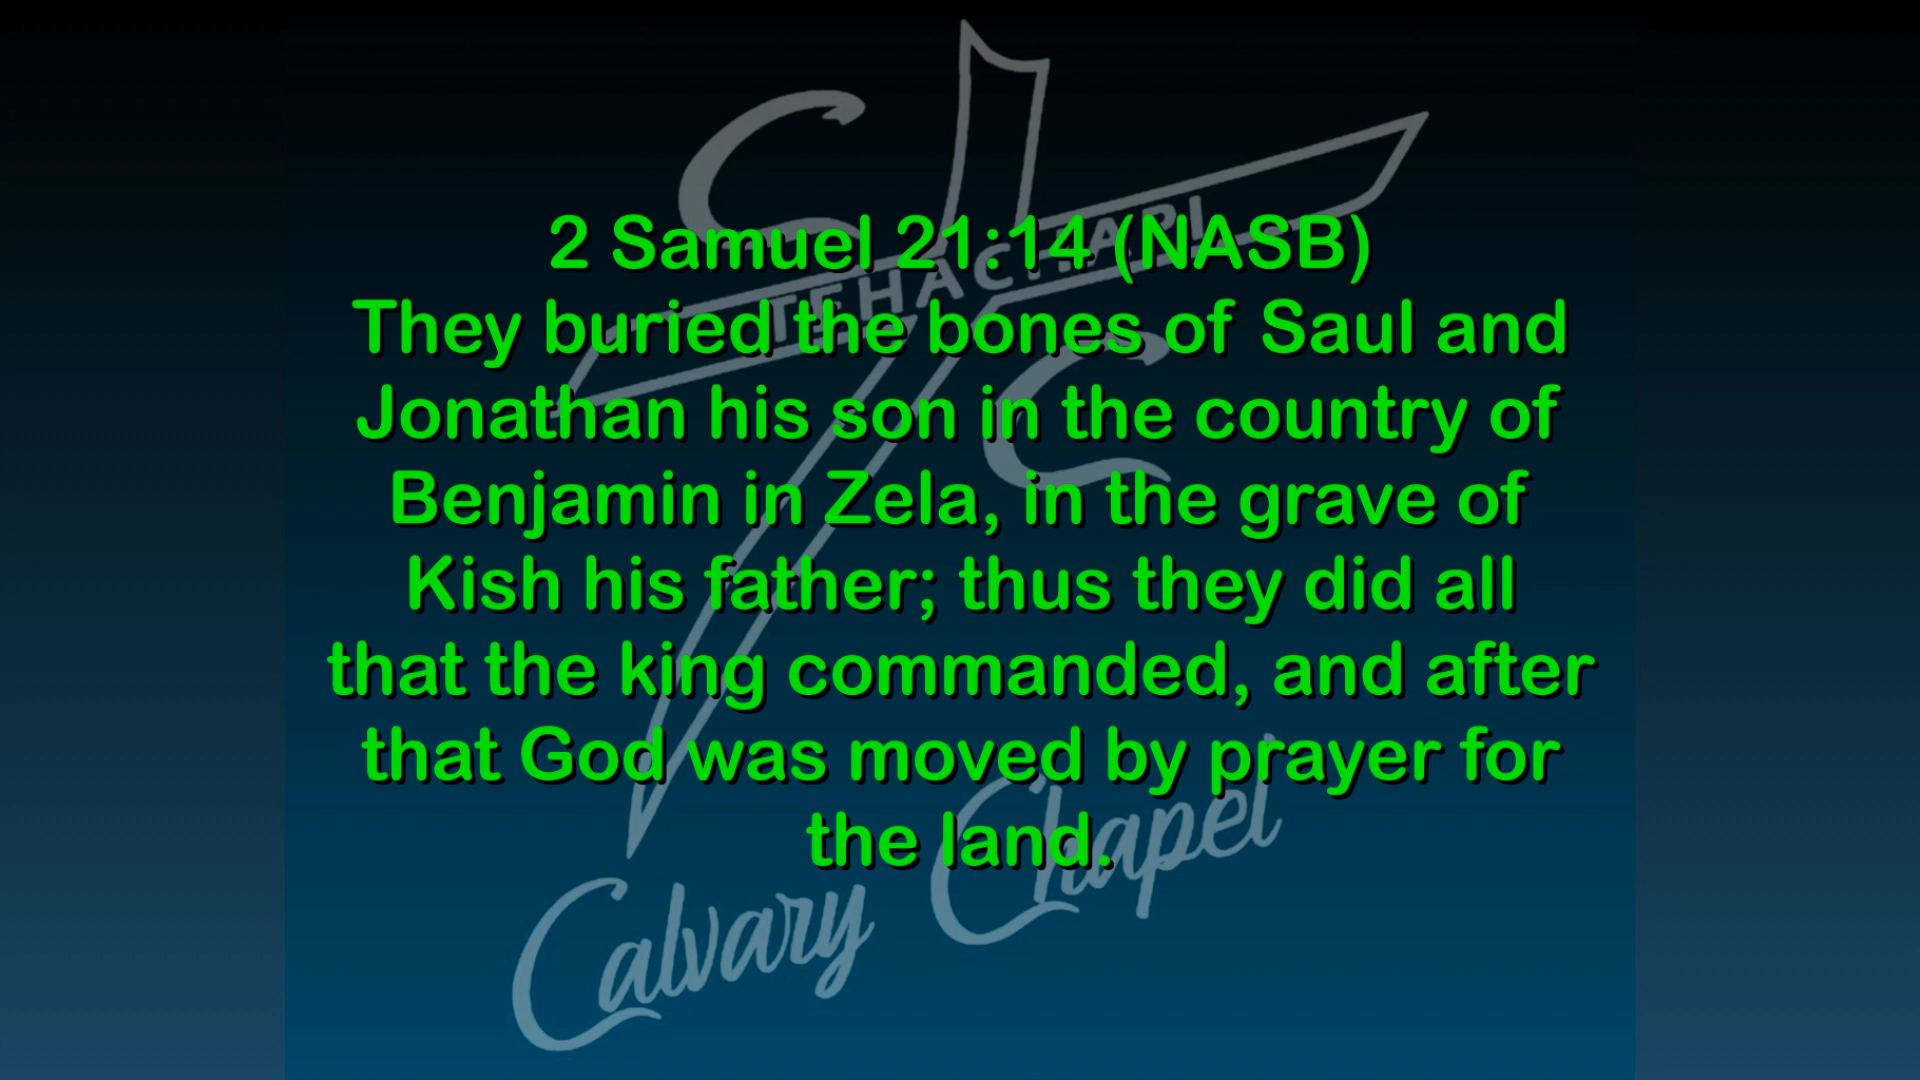 2 Samuel 21:14 (NASB)
They buried the bones of Saul and
Jonathan his son in the country of
Benjamin in Zela, in the grave of
Kish his father; thus they did all
that the king commanded, and after
that God was moved by prayer for
the land.
TEHACHAPI
Calvary Chapel